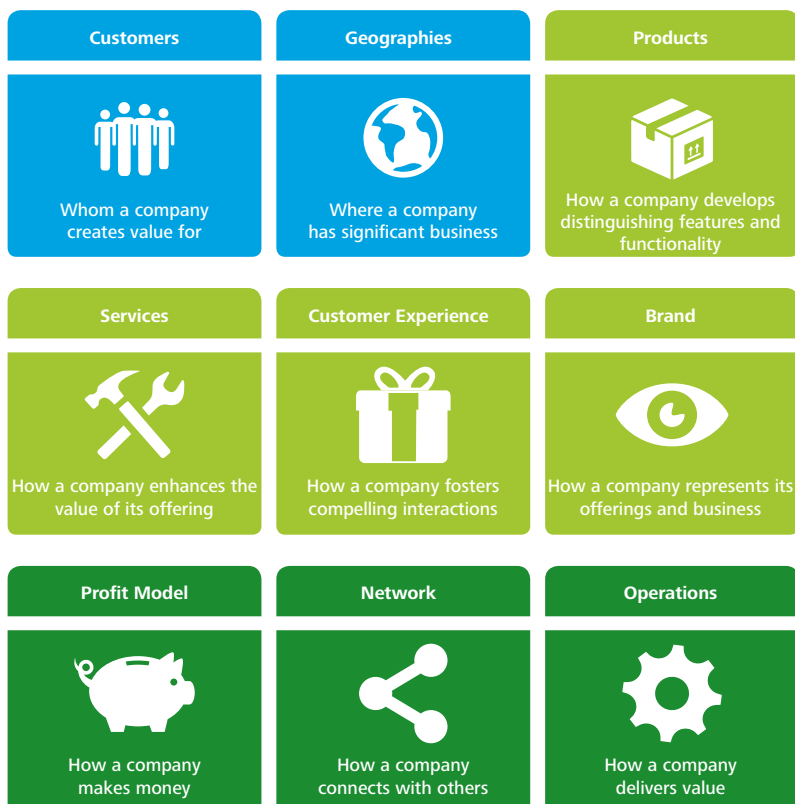 Customers
Whom a company
creates value for
Geographies
Where a company
has significant business
Products
How a company develops
distinguishing features and
functionality
Services
How a company enhances the
value of its offering
Customer Experience
How a company fosters
compelling interactions
Brand
How a company represents its
offerings and business
Profit Model
How a company
makes money
Network
How a company
connects with others
Operations
How a company
delivers value